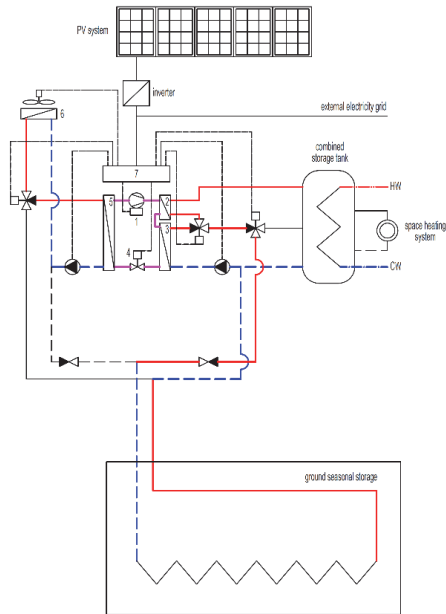 PV system
inverter
external electricity grid
6
combined
storage tank
7
HW
5
2
1
space heating
system
3
4
CW
ground seasonal storage